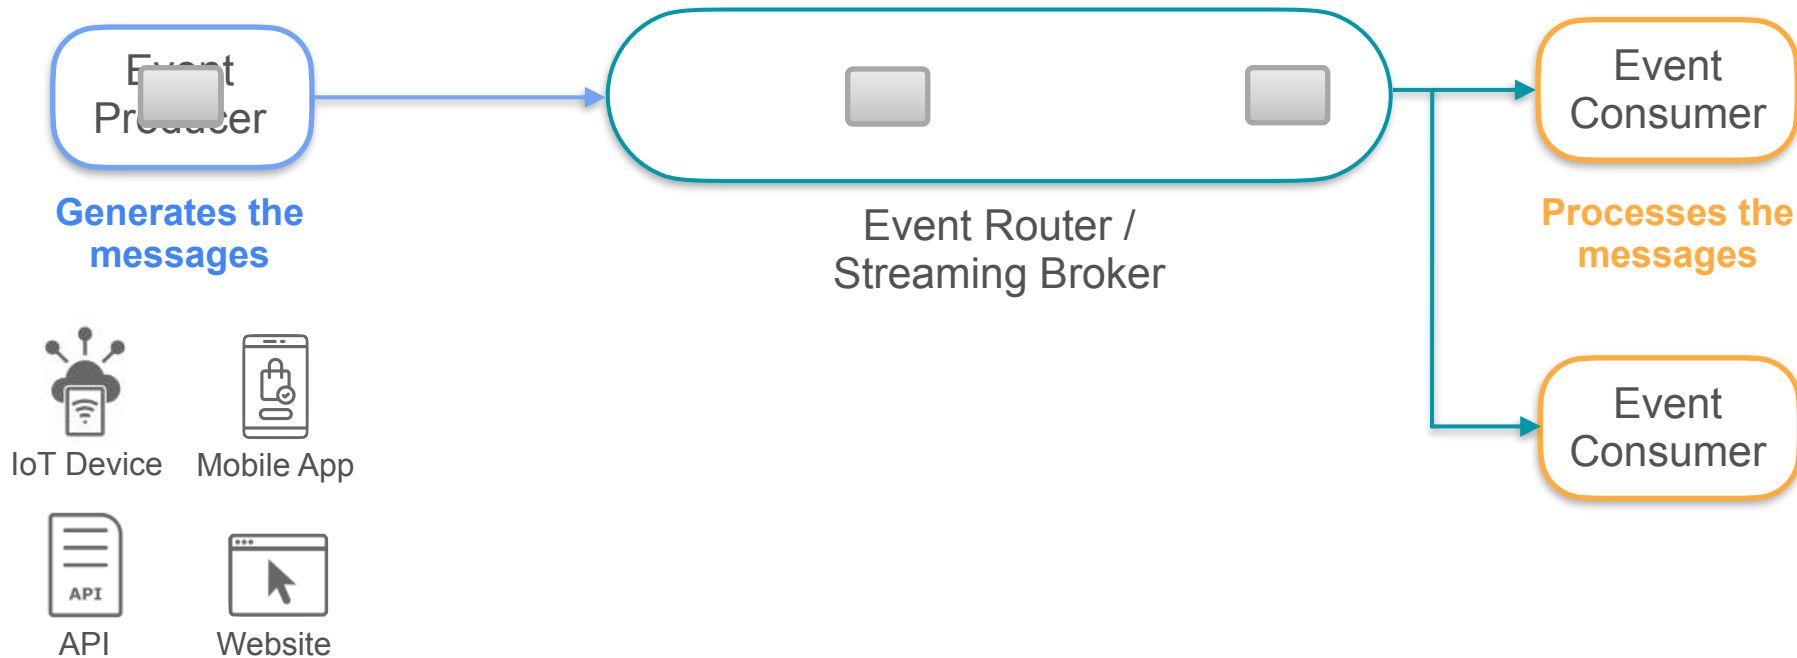 Event
Producer
Generates the
messages
IoT Device
Mobile App
API
API
Website
Event Router /
Streaming Broker
Event
Consumer
Processes the
messages
Event
Consumer